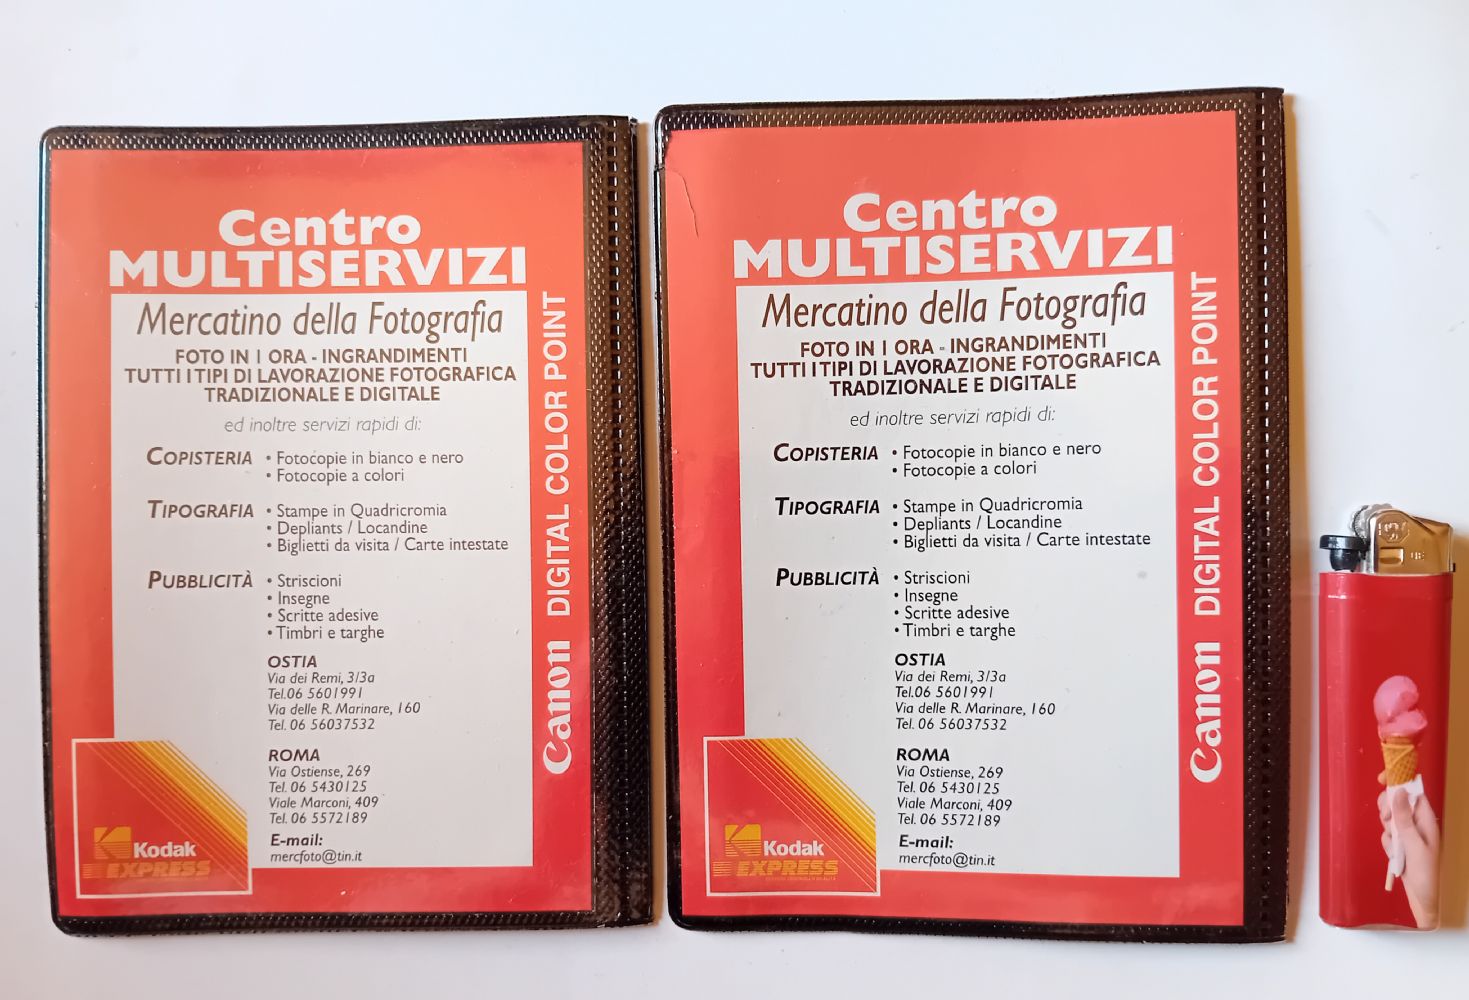 Centro
MULTISERVIZI
Mercatino della Fotografia
FOTO IN 1 ORA - INGRANDIMENTI
TUTTI I TIPI DI LAVORAZIONE FOTOGRAFICA
TRADIZIONALE E DIGITALE
ed inoltre servizi rapidi di:
COPISTERIA • Fotocopie in bianco e nero
• Fotocopie a colori
TIPOGRAFIA • Stampe in Quadricromia
• Depliants / Locandine
• Biglietti da visita / Carte intestate
PUBBLICITÀ • Striscioni
• Insegne
• Scritte adesive
• Timbri e targhe
OSTIA
Via dei Remi, 3/3a
Tel.06 5601991
Via delle R. Marinare, 160
Tel. 06 56037532
ROMA
Via Ostiense, 269
Tel. 06 5430125
Viale Marconi, 409
Tel. 06 5572189
E-mail:
mercfoto@tin.it
Kodak
EXPRESS
Canon DIGITAL COLOR POINT
Centro
MULTISERVIZI
Mercatino della Fotografia
FOTO IN 1 ORA - INGRANDIMENTI
TUTTI I TIPI DI LAVORAZIONE FOTOGRAFICA
TRADIZIONALE E DIGITALE
ed inoltre servizi rapidi di:
COPISTERIA • Fotocopie in bianco e nero
• Fotocopie a colori
TIPOGRAFIA • Stampe in Quadricromia
• Depliants / Locandine
• Biglietti da visita / Carte intestate
PUBBLICITÀ • Striscioni
• Insegne
• Scritte adesive
• Timbri e targhe
OSTIA
Via dei Remi, 3/3a
Tel.06 5601991
Via delle R. Marinare, 160
Tel. 06 56037532
ROMA
Via Ostiense, 269
Tel. 06 5430125
Viale Marconi, 409
Tel. 06 5572189
E-mail:
mercfoto@tin.it
Kodak
EXPRESS
Canon DIGITAL COLOR POINT